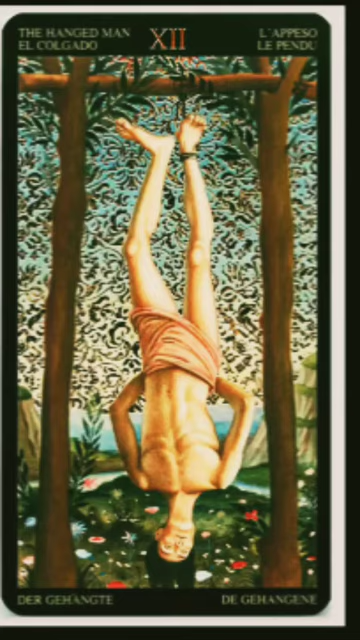 THE HANGED MAN
EL COLGADO
XII
L'APPESO
LE PENDU
DER GEHÄNGTE
DE GEHANGENE